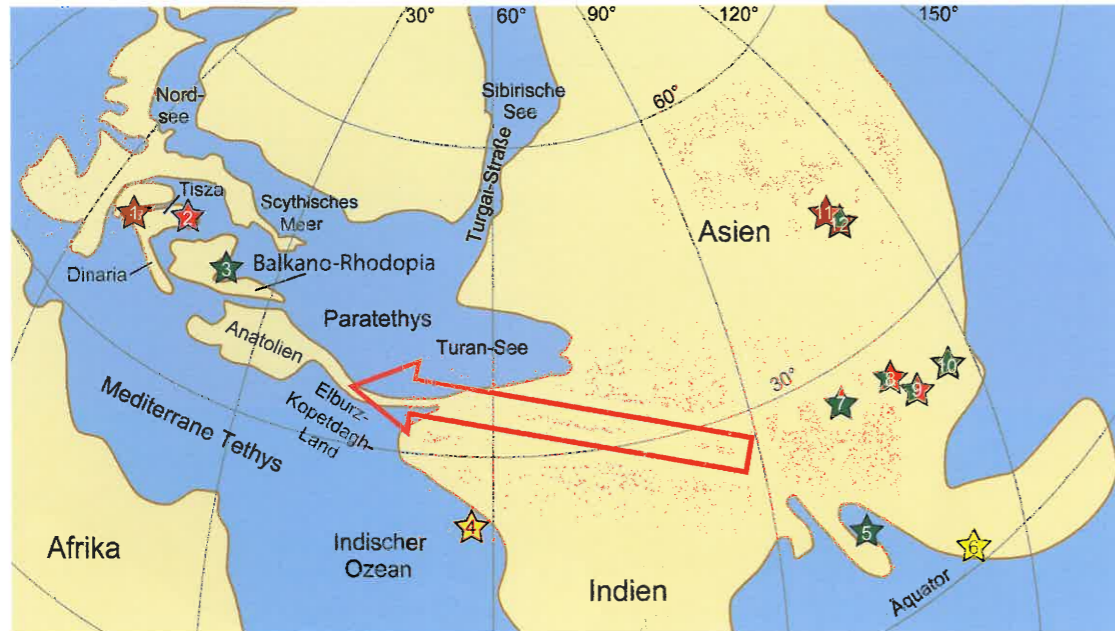 30°
60°
90°
120°
150°
Nord-
see
Sibirische
See
60°
Turgai-Straße
Tisza
1
2
Scythisches
Meer
11
12
Asien
Dinaria
3
Balkano-Rhodopia
Paratethys
Anatolien
Turan-See
30°
8
9
10
7
Elburz-
Kopetdagh-
Land
Mediterrane Tethys
4
5
6
Afrika
Indischer
Ozean
Indien
Äquator